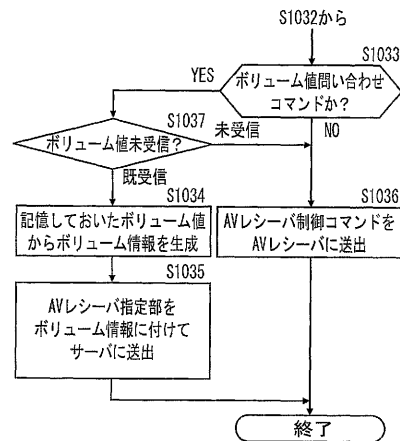 S1032から
S1033
YES
ボリューム値問い合わせ
コマンドか？
S1037
ボリューム値未受信？
未受信
NO
既受信
S1034
記憶しておいたボリューム値
からボリューム情報を生成
S1036
AVレシーバ制御コマンドを
AVレシーバに送出
S1035
AVレシーバ指定部を
ボリューム情報に付けて
サーバに送出
終了